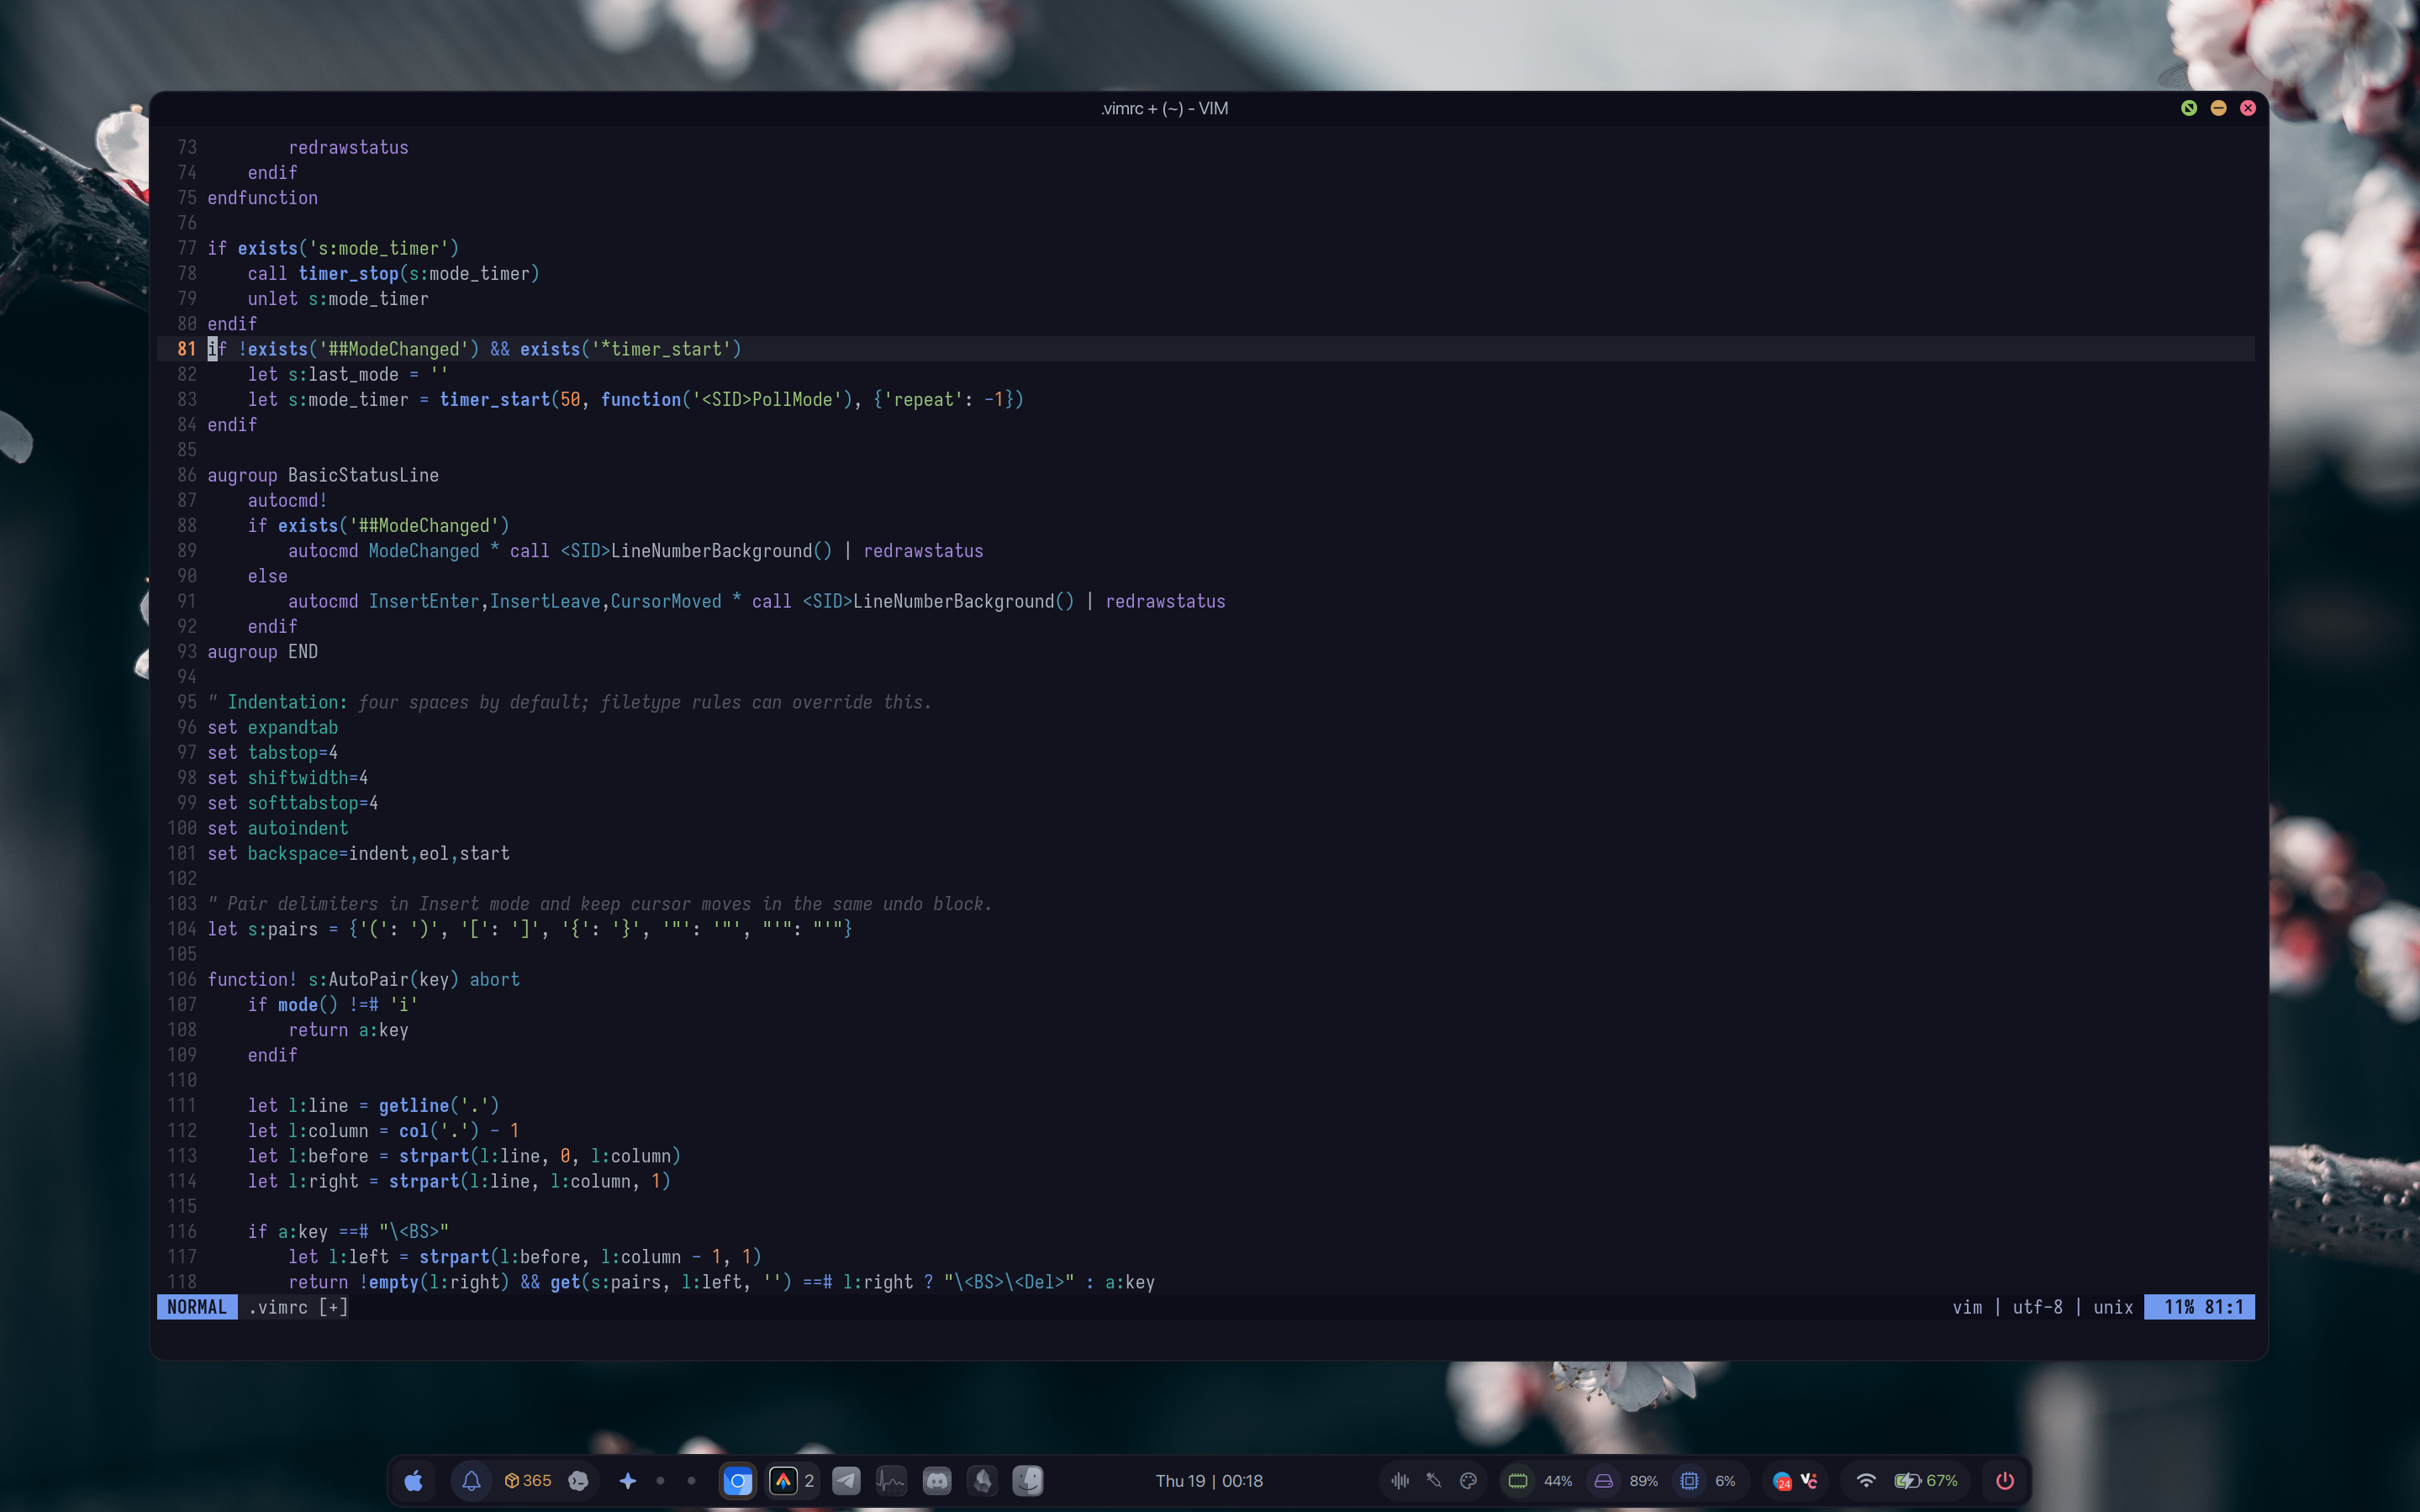 .vimrc + (~) - VIM
73         redrawstatus
74     endif
75 endfunction
76
77 if exists('s:mode_timer')
78     call timer_stop(s:mode_timer)
79     unlet s:mode_timer
80 endif
81 if !exists('##ModeChanged') && exists('*timer_start')
82     let s:last_mode = ''
83     let s:mode_timer = timer_start(50, function('<SID>PollMode'), {'repeat': -1})
84 endif
85
86 augroup BasicStatusLine
87     autocmd!
88     if exists('##ModeChanged')
89         autocmd ModeChanged * call <SID>LineNumberBackground() | redrawstatus
90     else
91         autocmd InsertEnter,InsertLeave,CursorMoved * call <SID>LineNumberBackground() | redrawstatus
92     endif
93 augroup END
94
95 " Indentation: four spaces by default; filetype rules can override this.
96 set expandtab
97 set tabstop=4
98 set shiftwidth=4
99 set softtabstop=4
100 set autoindent
101 set backspace=indent,eol,start
102
103 " Pair delimiters in Insert mode and keep cursor moves in the same undo block.
104 let s:pairs = {'(': ')', '[': ']', '{': '}', '"': '"', "'": "'"}
105
106 function! s:AutoPair(key) abort
107     if mode() !=# 'i'
108         return a:key
109     endif
110
111     let l:line = getline('.')
112     let l:column = col('.') - 1
113     let l:before = strpart(l:line, 0, l:column)
114     let l:right = strpart(l:line, l:column, 1)
115
116     if a:key ==# "\<BS>"
117         let l:left = strpart(l:before, l:column - 1, 1)
118         return !empty(l:right) && get(s:pairs, l:left, '') ==# l:right ? "\<BS>\<Del>" : a:key
NORMAL .vimrc [+] vim | utf-8 | unix 11% 81:1
365 2 Thu 19 | 00:18 44% 89% 6% 24 67%